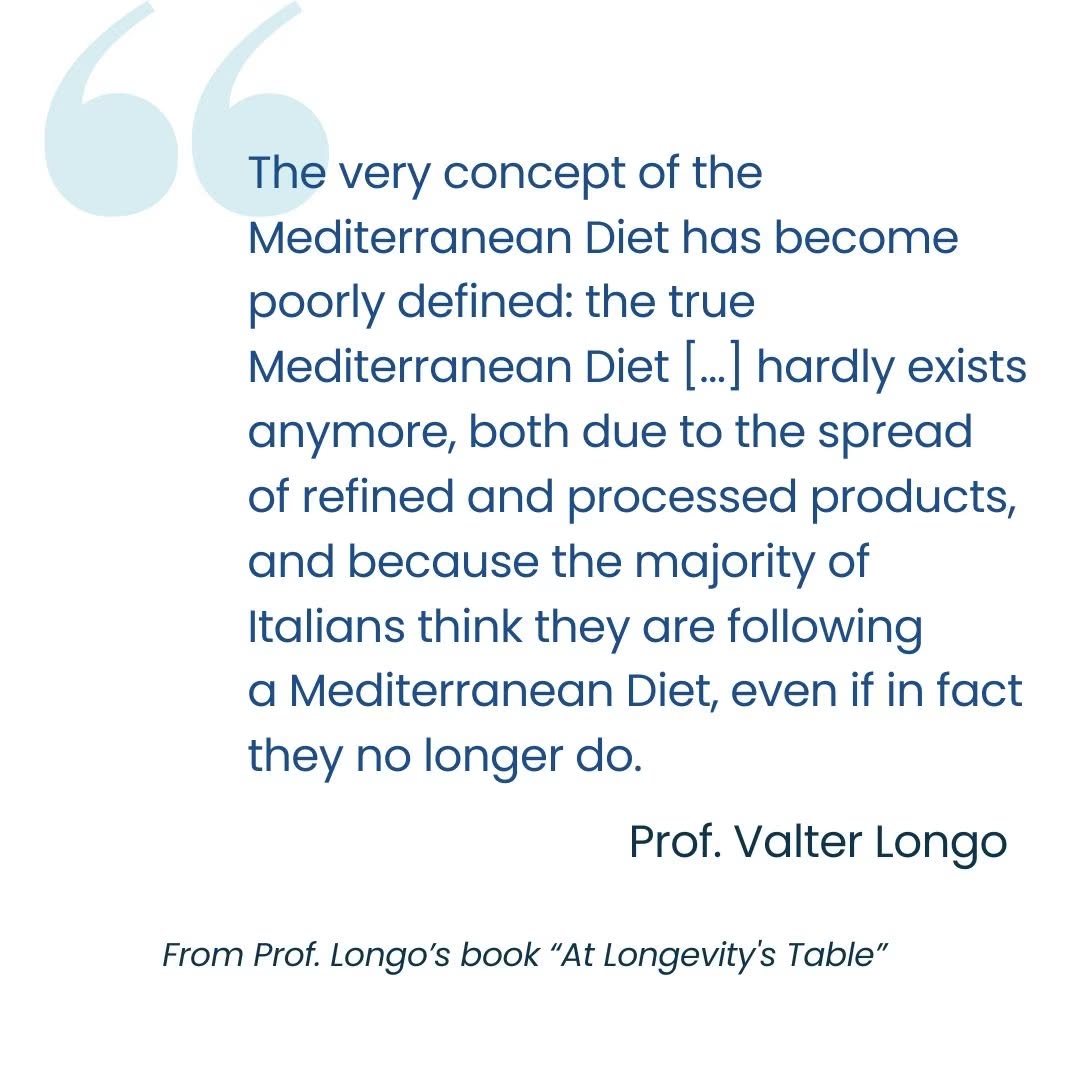 “
The very concept of the
Mediterranean Diet has become
poorly defined: the true
Mediterranean Diet [...] hardly exists
anymore, both due to the spread
of refined and processed products,
and because the majority of
Italians think they are following
a Mediterranean Diet, even if in fact
they no longer do.
Prof. Valter Longo
From Prof. Longo’s book “At Longevity's Table”